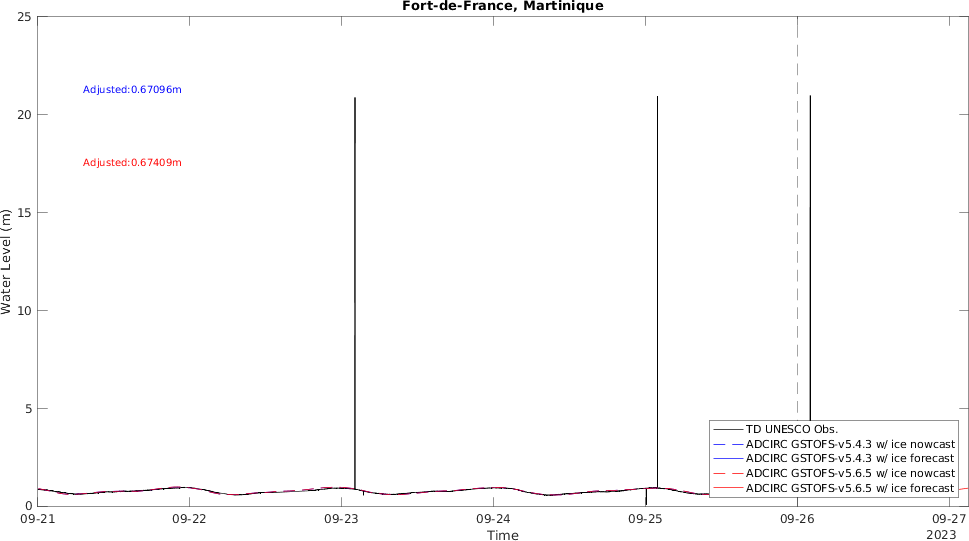 Fort-de-France, Martinique
25
20
15
10
5
0
Water Level (m)
Adjusted:0.67096m
Adjusted:0.67409m
TD UNESCO Obs.
ADCIRC GSTOFS-v5.4.3 w/ ice nowcast
ADCIRC GSTOFS-v5.4.3 w/ ice forecast
ADCIRC GSTOFS-v5.6.5 w/ ice nowcast
ADCIRC GSTOFS-v5.6.5 w/ ice forecast
09-21 09-22 09-23 09-24 09-25 09-26 09-27
Time
2023